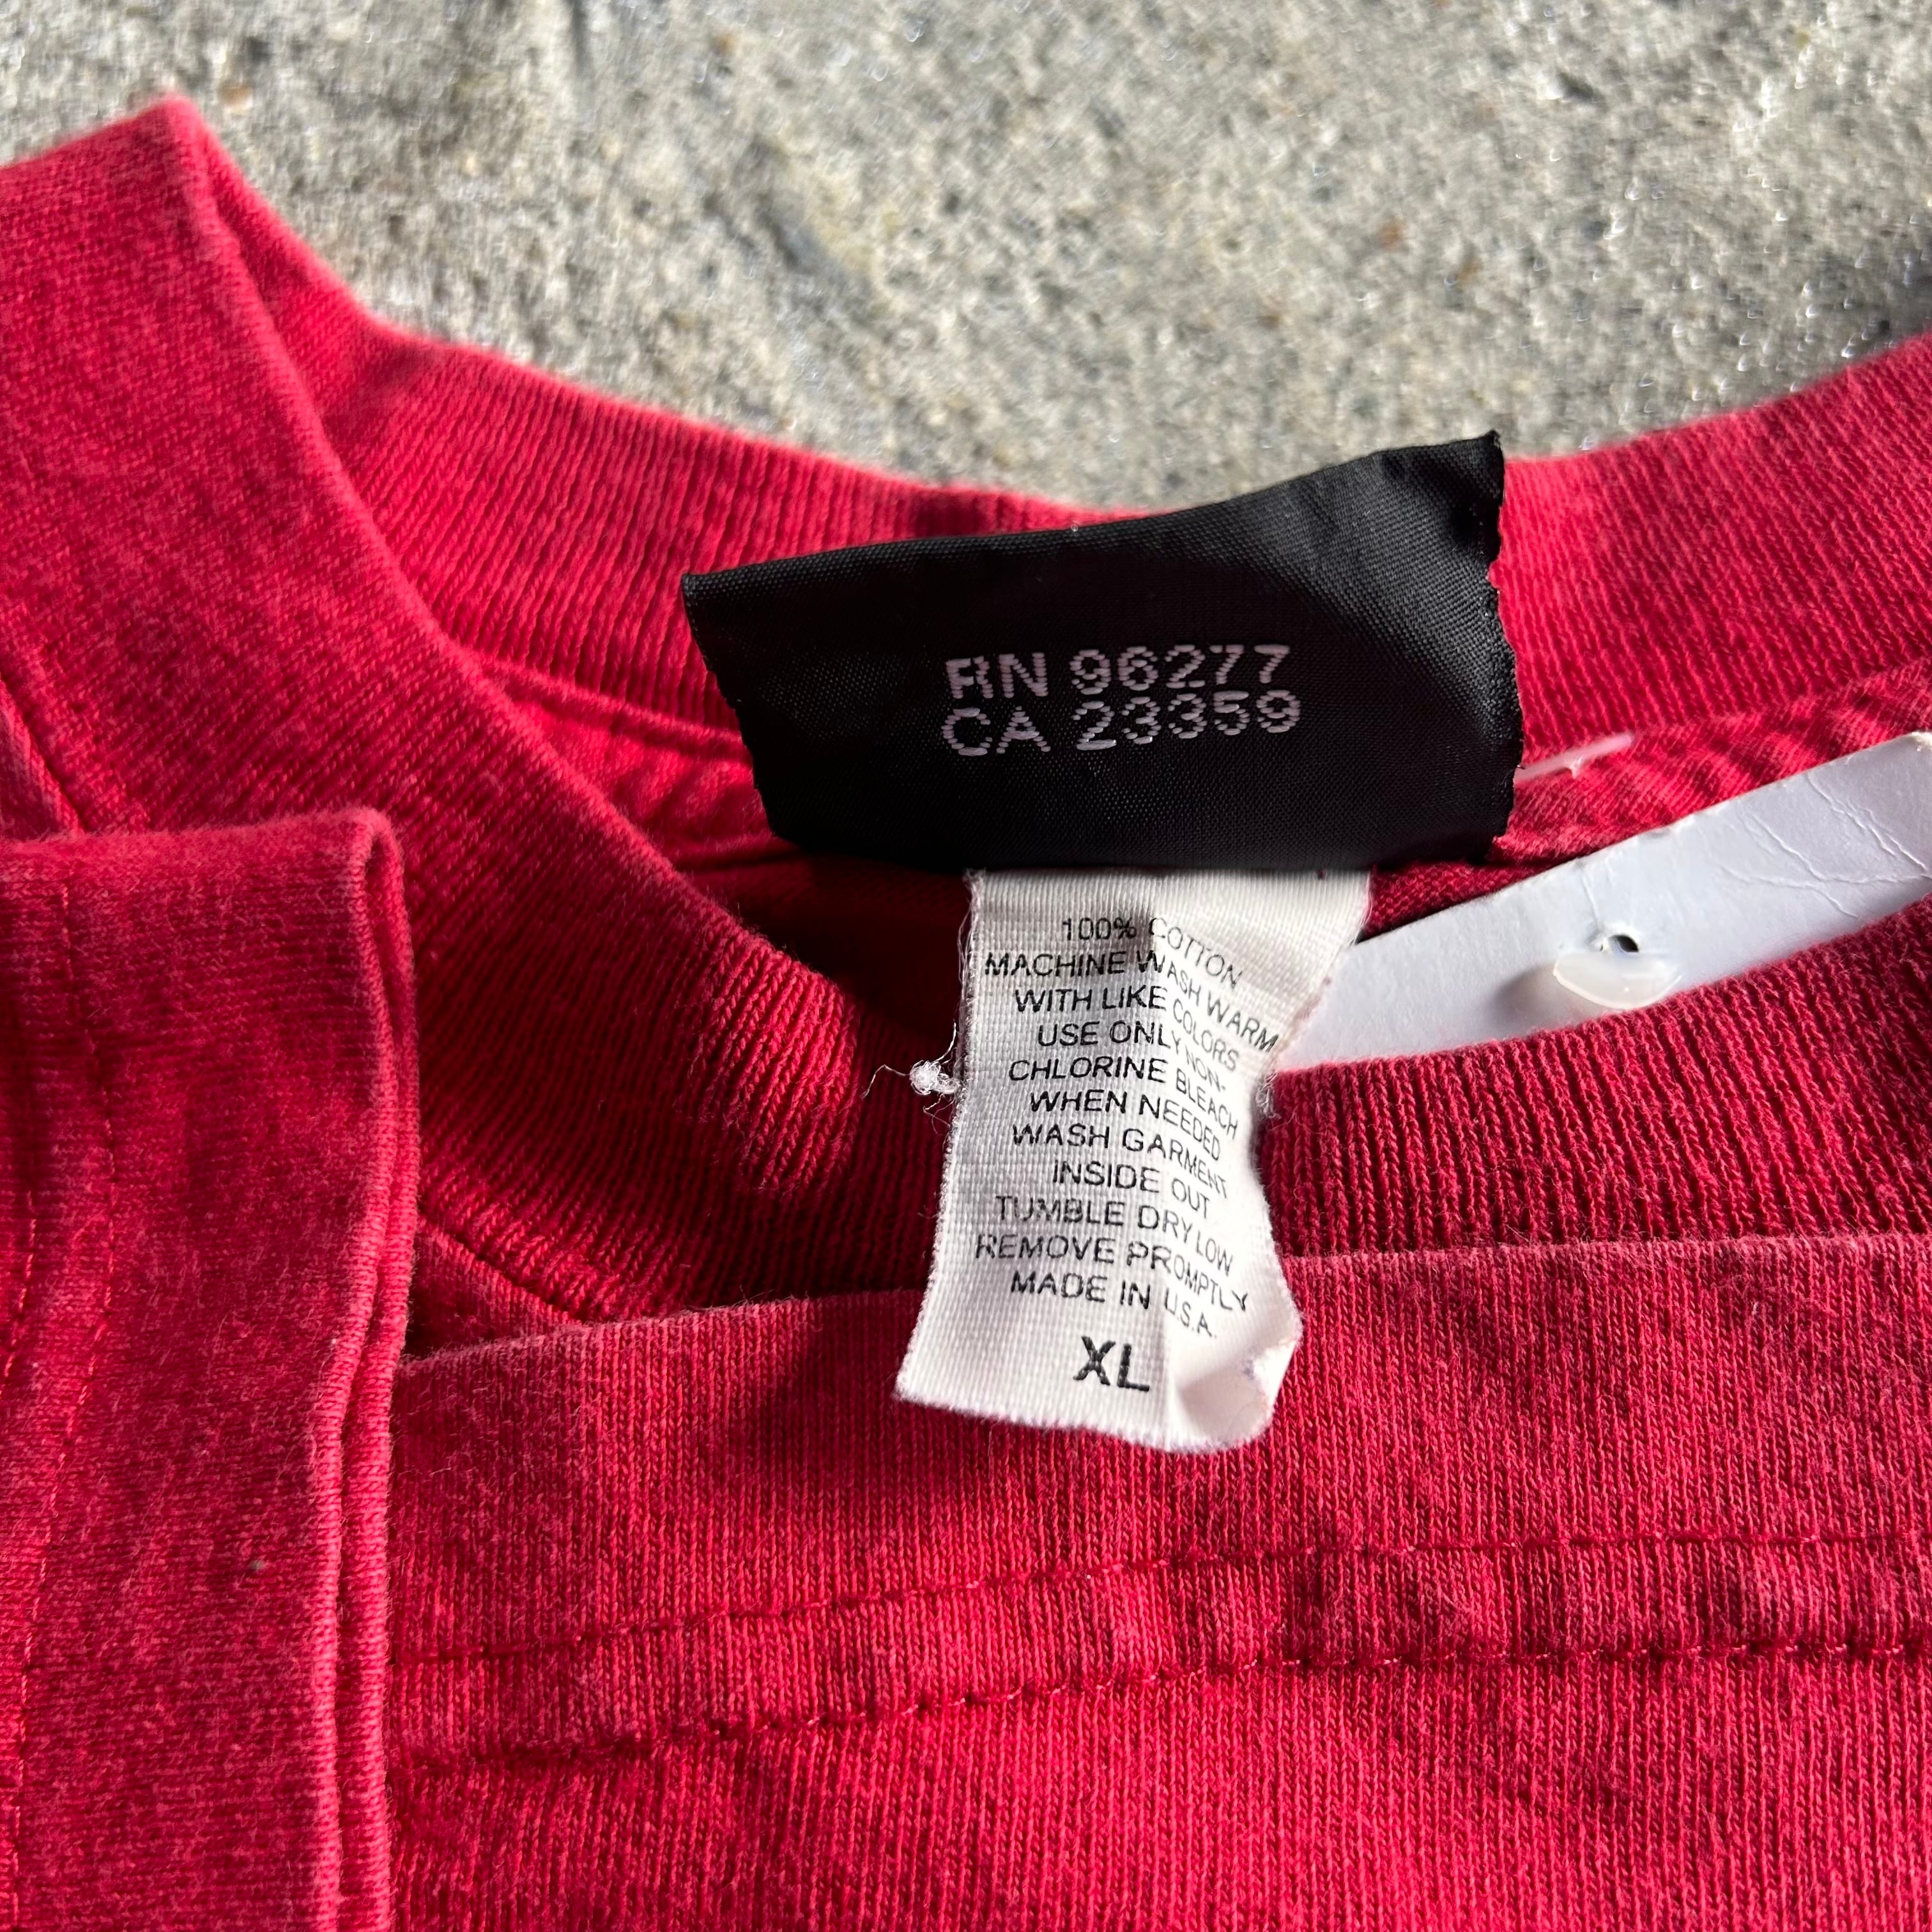 RN 96277
CA 23359
100% COTTON
MACHINE WASH WARM
WITH LIKE COLORS
USE ONLY NON-
CHLORINE BLEACH
WHEN NEEDED
WASH GARMENT
INSIDE OUT
TUMBLE DRY LOW
REMOVE PROMPTLY
MADE IN U.S.A.
XL